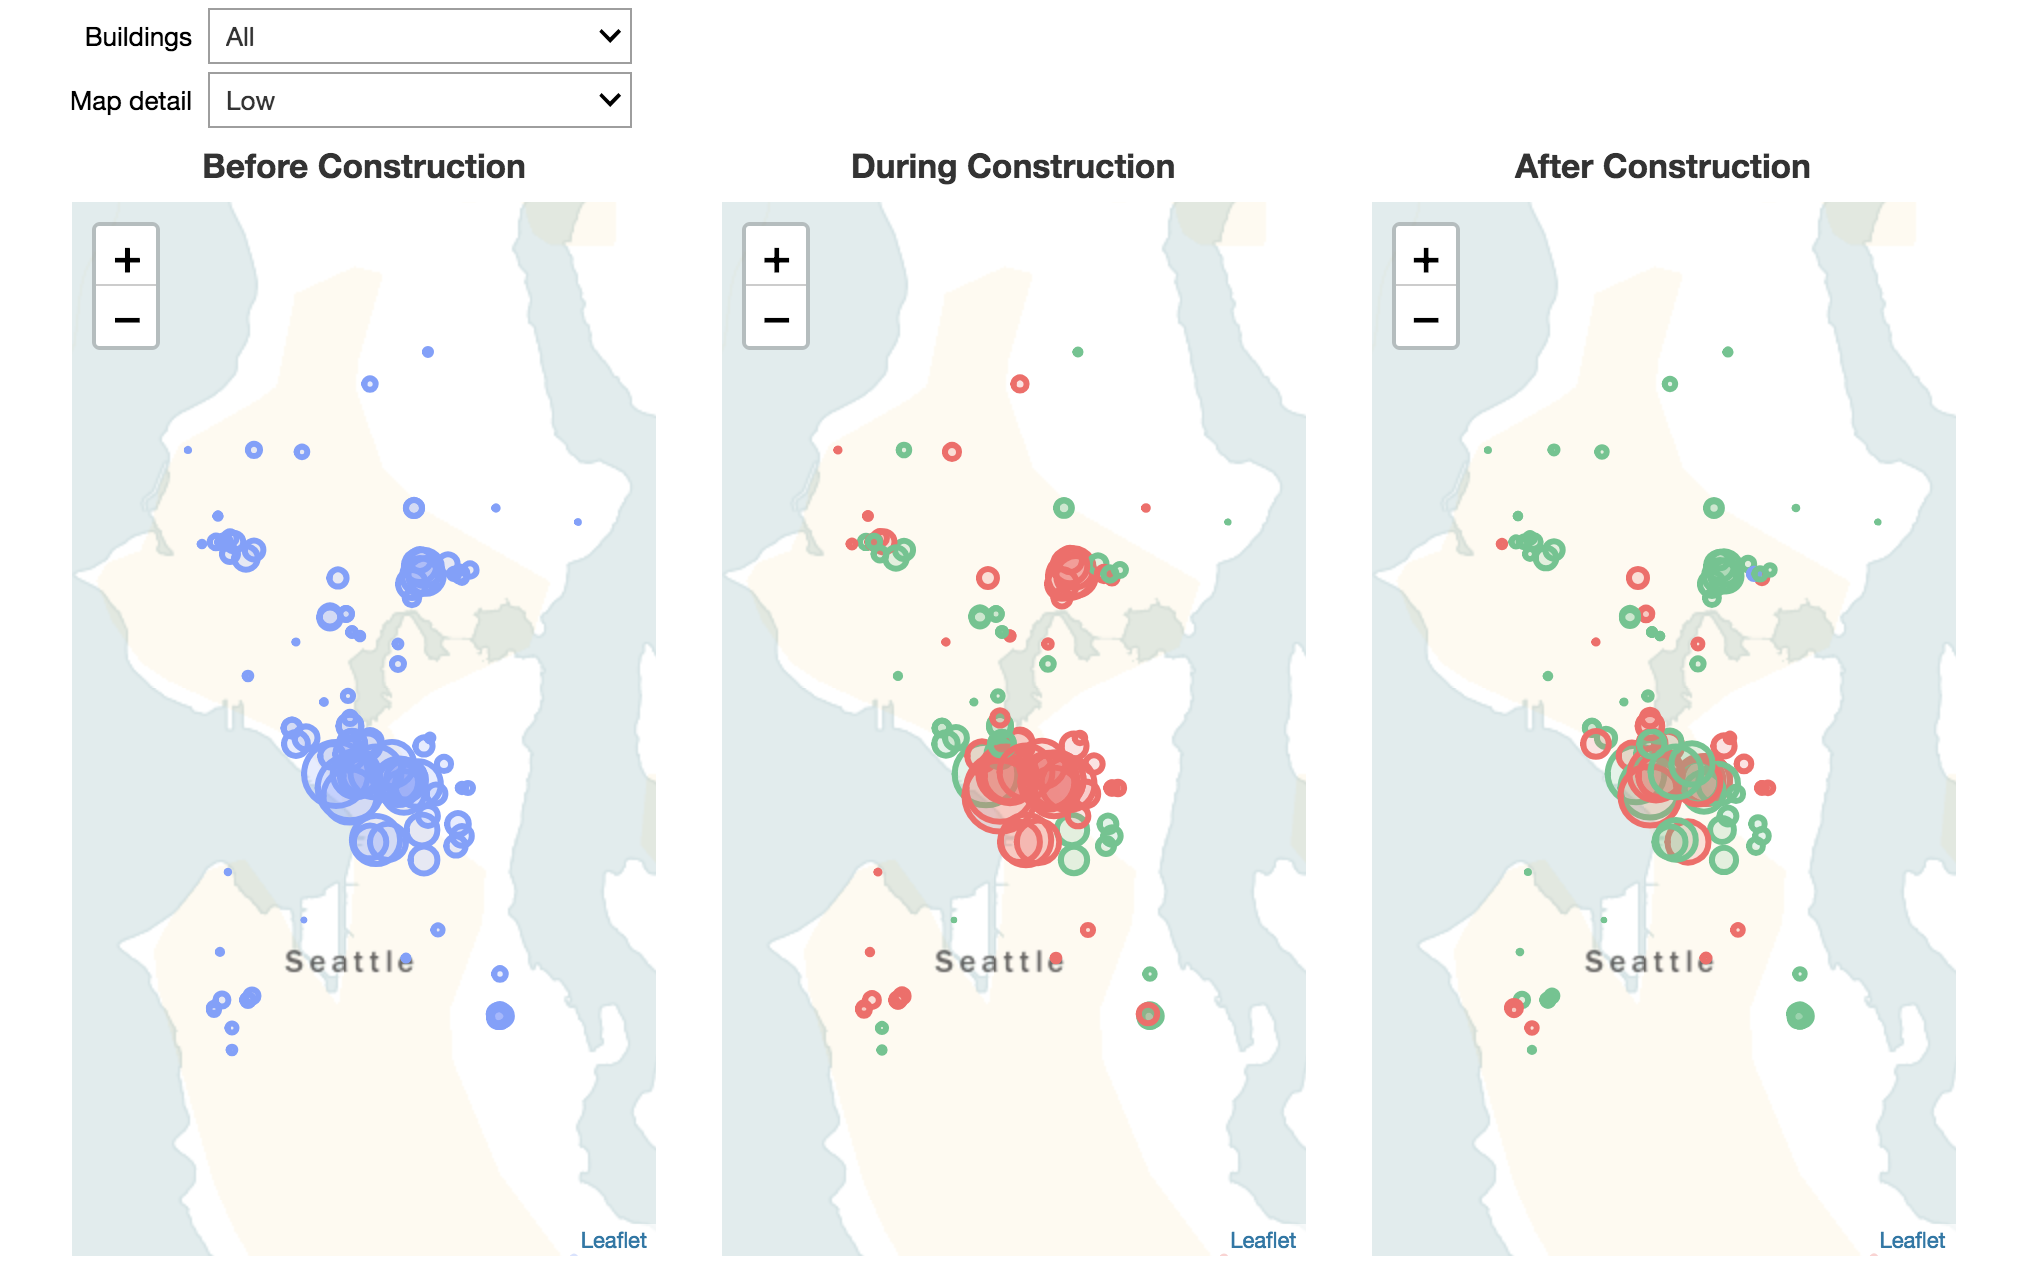 Buildings All
Map detail Low
Before Construction
During Construction
After Construction
+
−
+
−
+
−
Seattle
Seattle
Seattle
Leaflet
Leaflet
Leaflet